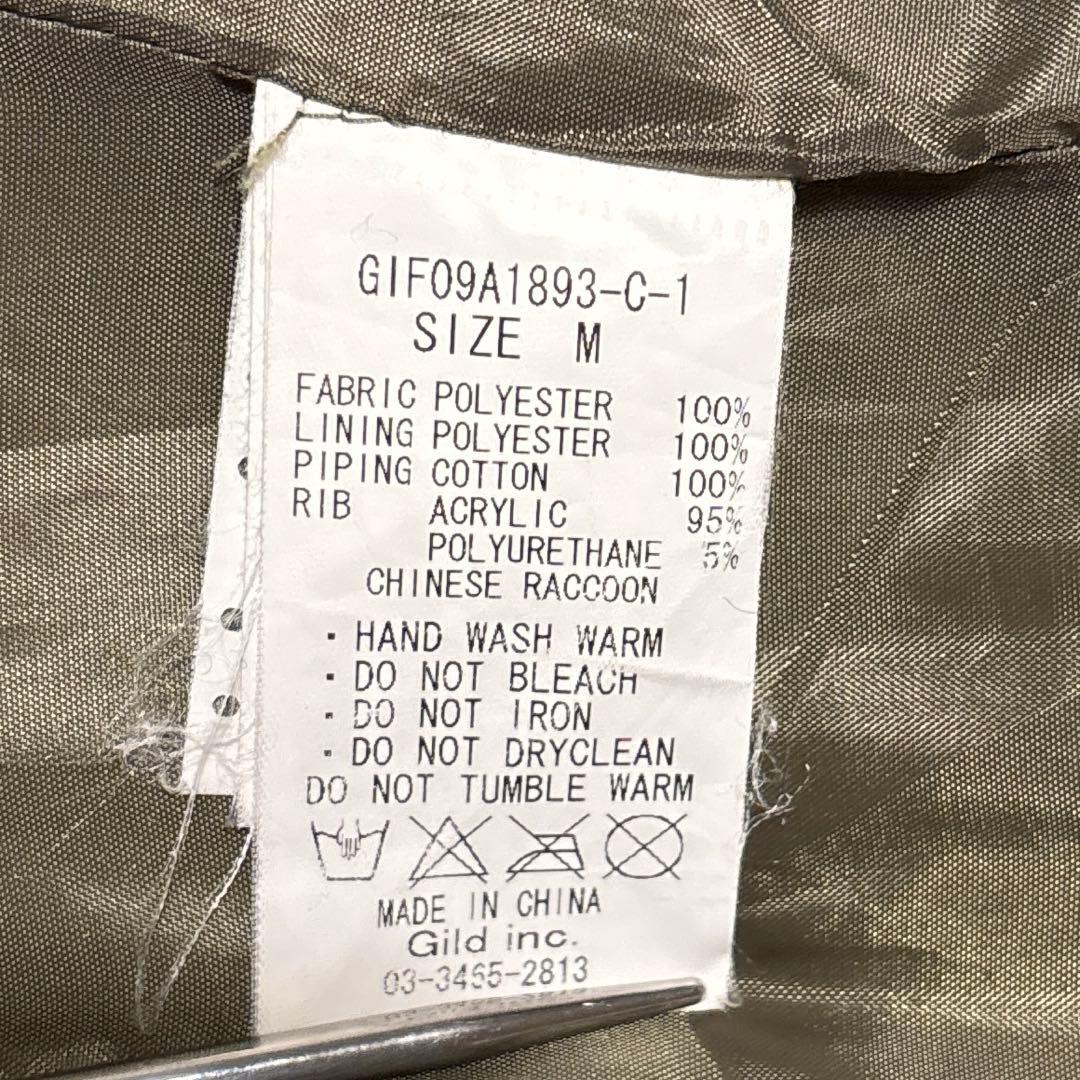 GIF09A1893-C-1
SIZE M
FABRIC POLYESTER 100%
LINING POLYESTER 100%
PIPING COTTON 100%
RIB ACRYLIC 95%
POLYURETHANE 5%
CHINESE RACCOON
・HAND WASH WARM
・DO NOT BLEACH
・DO NOT IRON
・DO NOT DRYCLEAN
DO NOT TUMBLE WARM
MADE IN CHINA
Gild inc.
03-3465-2813